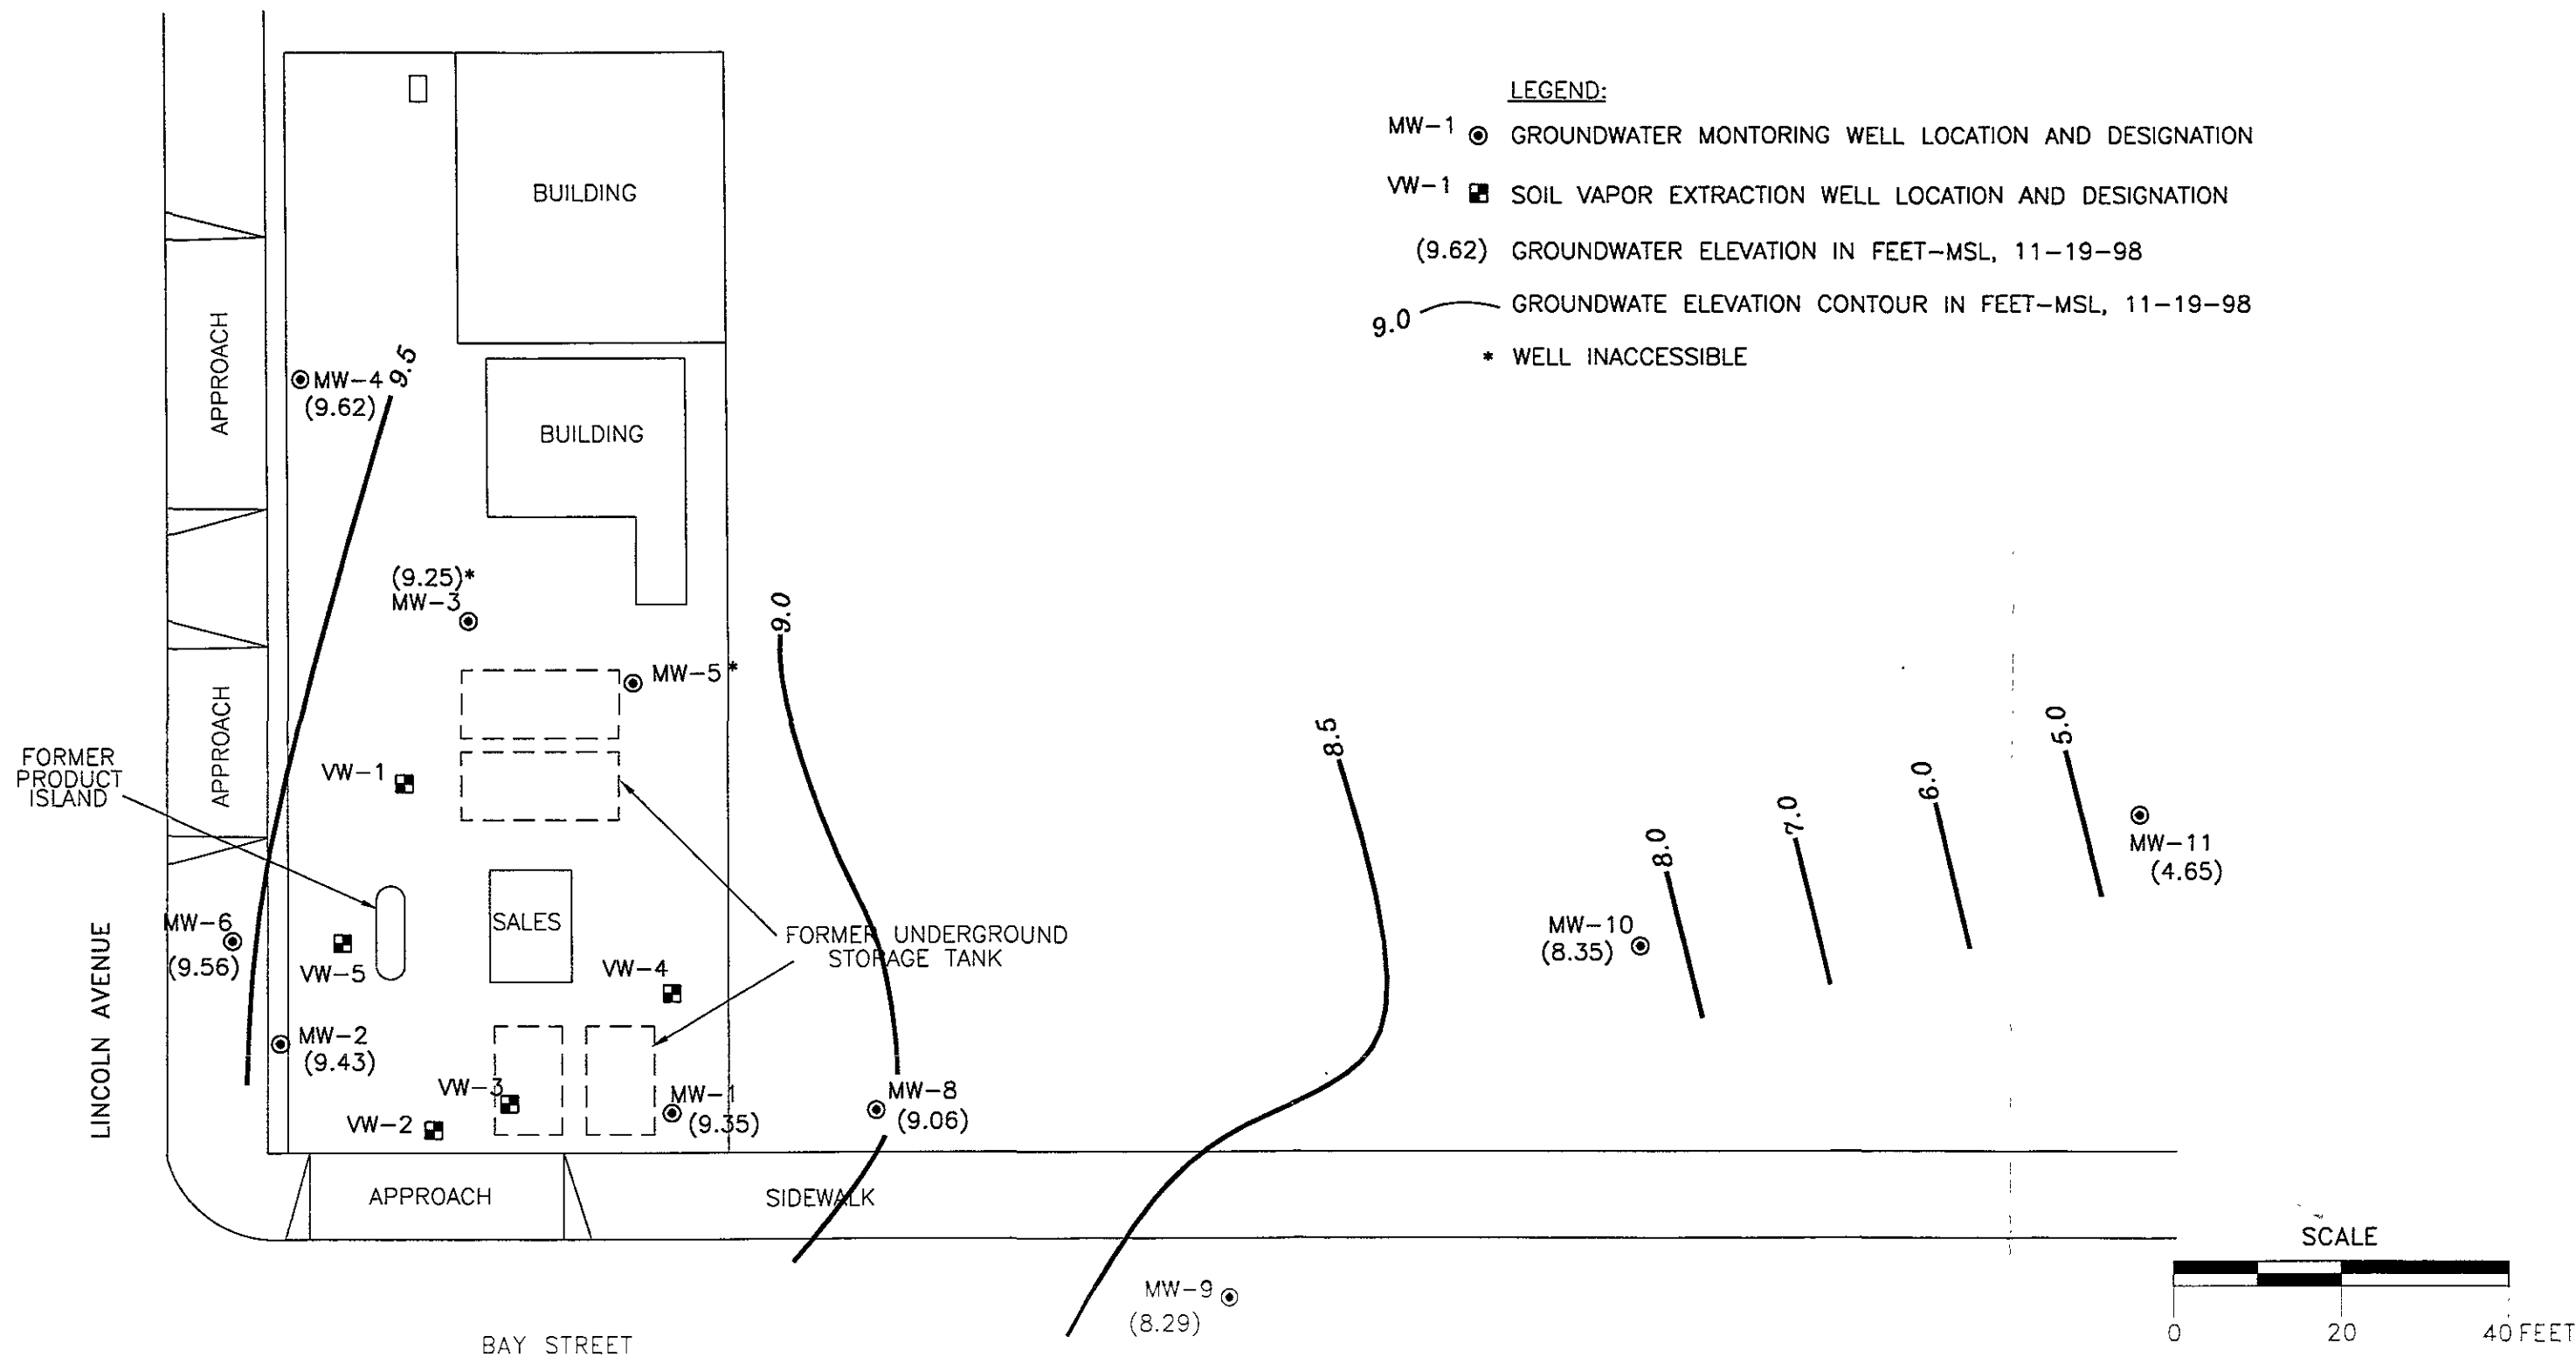 LEGEND:
MW-1 GROUNDWATER MONTORING WELL LOCATION AND DESIGNATION
VW-1 SOIL VAPOR EXTRACTION WELL LOCATION AND DESIGNATION
(9.62) GROUNDWATER ELEVATION IN FEET-MSL, 11-19-98
9.0 GROUNDWATE ELEVATION CONTOUR IN FEET-MSL, 11-19-98
* WELL INACCESSIBLE
BUILDING
APPROACH
MW-4
(9.62)
9.5
BUILDING
(9.25)*
MW-3
MW-5*
9.0
APPROACH
FORMER
PRODUCT
ISLAND
VW-1
8.5
8.0
7.0
6.0
5.0
MW-11
(4.65)
MW-10
(8.35)
LINCOLN AVENUE
MW-6
(9.56)
VW-5
SALES
VW-4
FORMER UNDERGROUND
STORAGE TANK
MW-2
(9.43)
VW-3
VW-2
MW-1
(9.35)
MW-8
(9.06)
APPROACH
SIDEWALK
MW-9
(8.29)
BAY STREET
SCALE
0 20 40 FEET